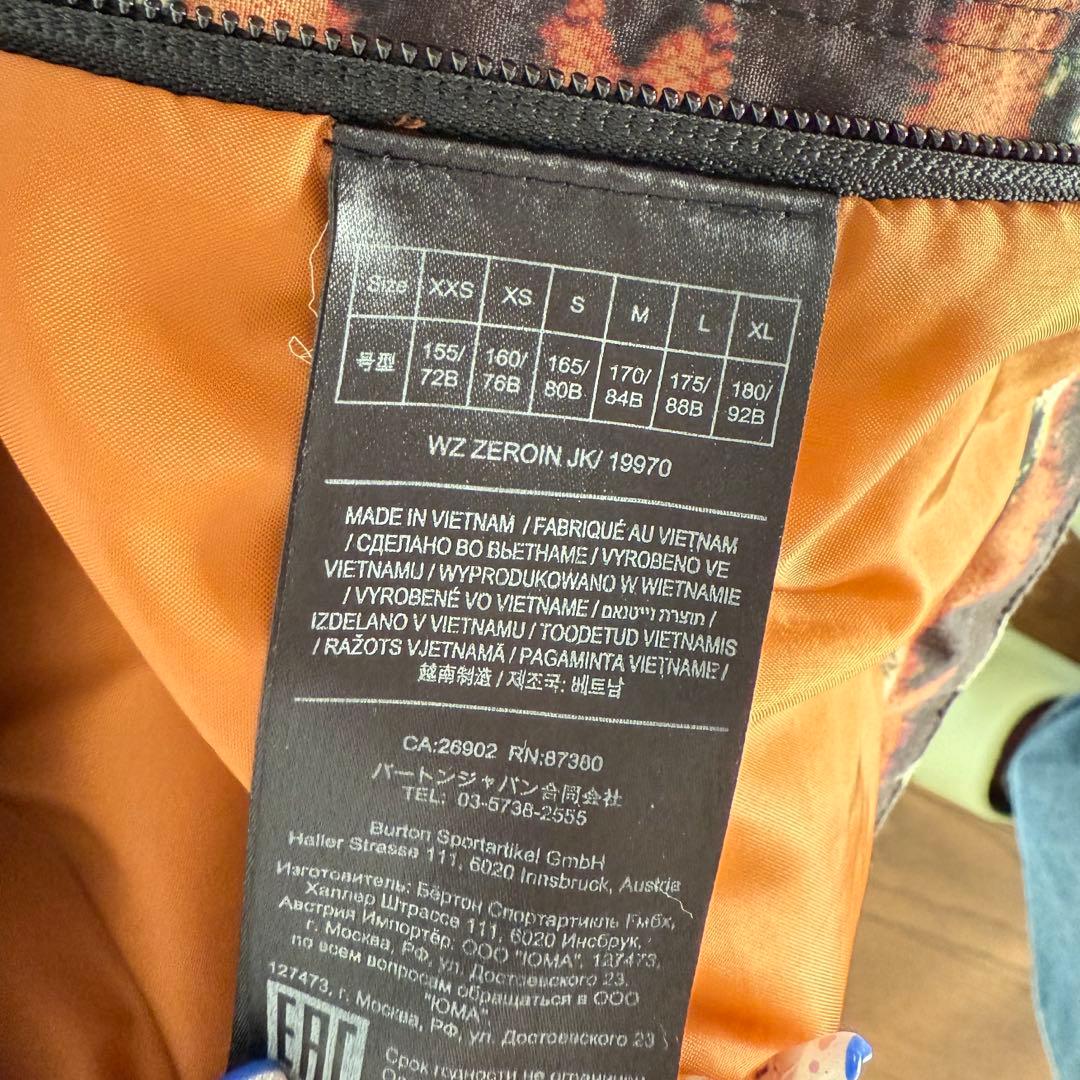 Size XXS XS S M L XL
号型 155/72B 160/76B 165/80B 170/84B 175/88B 180/92B
WZ ZEROIN JK/ 19970
MADE IN VIETNAM / FABRIQUÉ AU VIETNAM
/ СДЕЛАНО ВО ВЬЕТНАМЕ / VYROBENO VE
VIETNAMU / WYPRODUKOWANO W WIETNAMIE
/ VYROBENÉ VO VIETNAME / תוצרת וייטנאם /
IZDELANO V VIETNAMU / TOODETUD VIETNAMIS
/ RAŽOTS VJETNAMĀ / PAGAMINTA VIETNAME /
越南制造 / 제조국: 베트남
CA:26902 RN:87380
バートンジャパン合同会社
TEL: 03-5738-2555
Burton Sportartikel GmbH
Haller Strasse 111, 6020 Innsbruck, Austria
Изготовитель: Бёртон Спортартикль Гмбх,
Халлер Штрассе 111, 6020 Инсбрук,
Австрия Импортёр: ООО "ЮМА", 127473,
г. Москва, РФ, ул. Достоевского 23,
по всем вопросам обращаться в ООО
"ЮМА"
127473, г. Москва, РФ, ул. Достоевского 23
EAC
Срок годности не ограничен